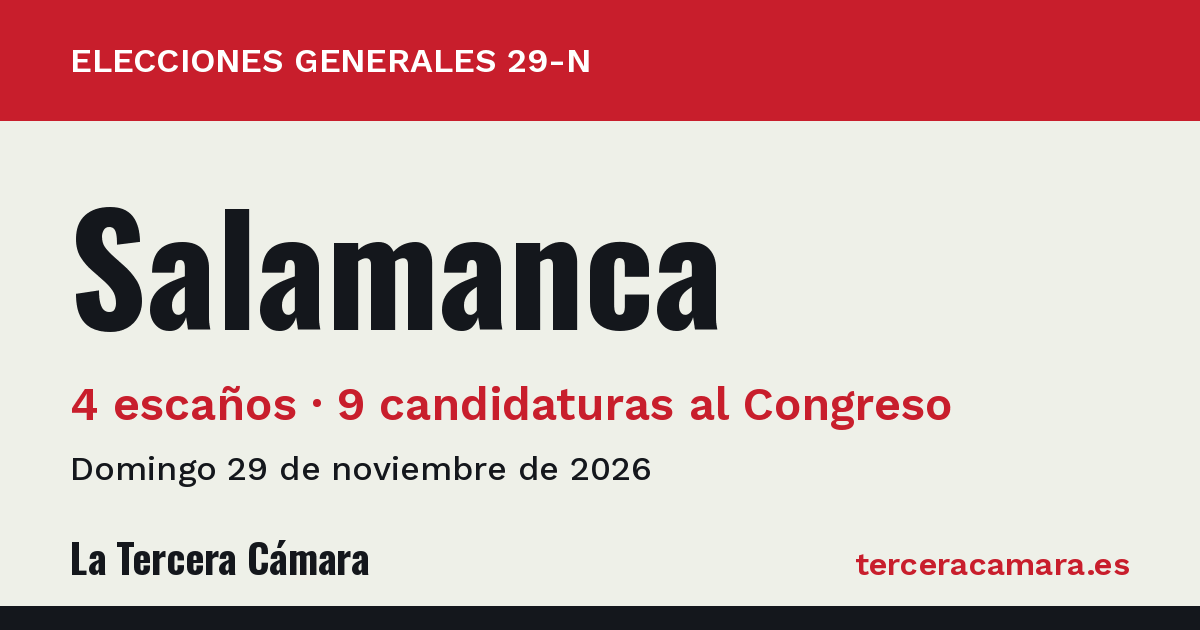 ELECCIONES GENERALES 29-N
Salamanca
4 escaños · 9 candidaturas al Congreso
Domingo 29 de noviembre de 2026
La Tercera Cámara
terceracamara.es